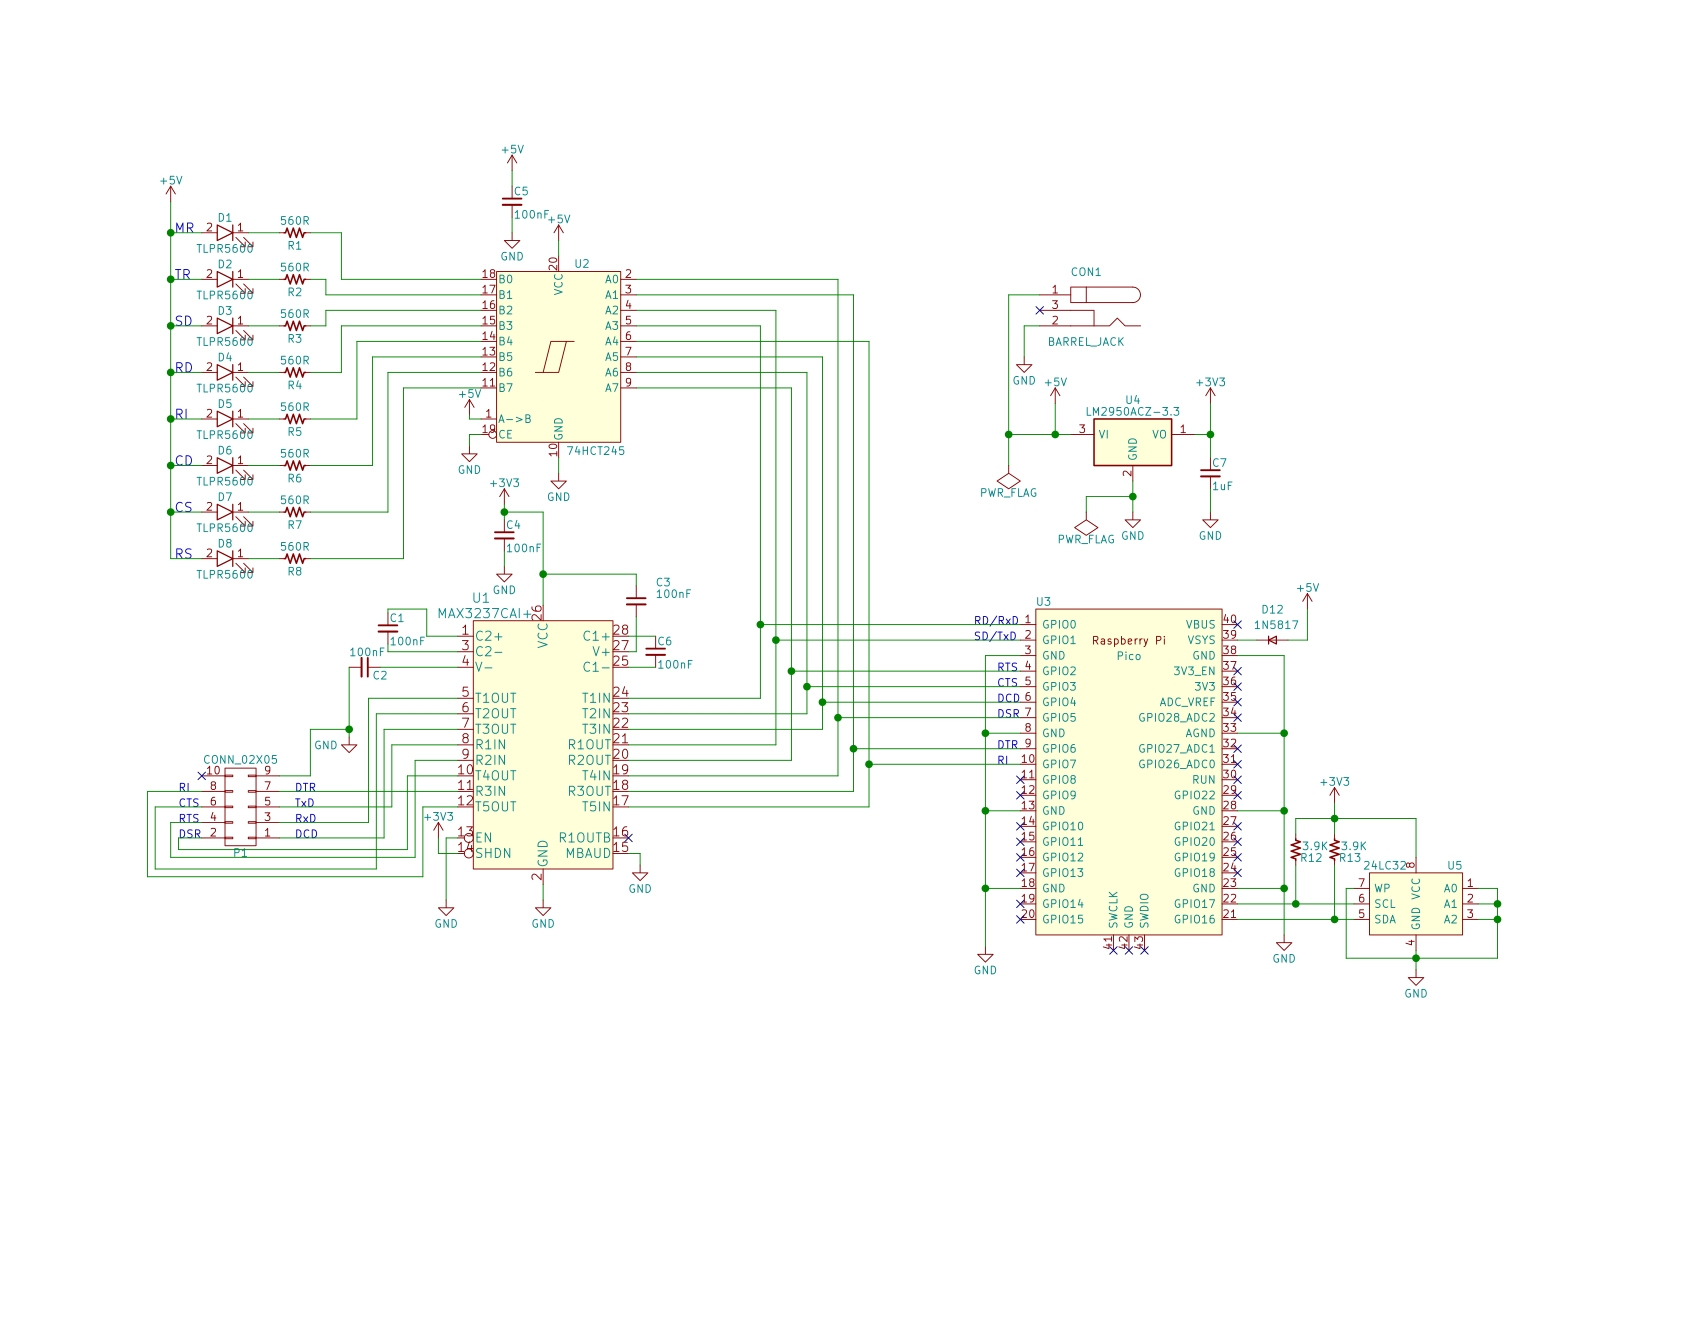 +5V
MR
D1
2
1
TLPR5600
560R
R1
TR
D2
2
1
TLPR5600
560R
R2
SD
D3
2
1
TLPR5600
560R
R3
RD
D4
2
1
TLPR5600
560R
R4
RI
D5
2
1
TLPR5600
560R
R5
CD
D6
2
1
TLPR5600
560R
R6
CS
D7
2
1
TLPR5600
560R
R7
RS
D8
2
1
TLPR5600
560R
R8
+5V
C5
100nF
GND
+5V
U2
20
VCC
18 B0
17 B1
16 B2
15 B3
14 B4
13 B5
12 B6
11 B7
1 A->B
19 CE
A0 2
A1 3
A2 4
A3 5
A4 6
A5 7
A6 8
A7 9
GND
10
74HCT245
+5V
GND
GND
+3V3
C4
100nF
GND
C3
100nF
C1
100nF
100nF
C2
GND
C6
100nF
U1
MAX3237CAI+
26
VCC
1 C2+
3 C2-
4 V-
5 T1OUT
6 T2OUT
7 T3OUT
8 R1IN
9 R2IN
10 T4OUT
11 R3IN
12 T5OUT
13 EN
14 SHDN
C1+ 28
V+ 27
C1- 25
T1IN 24
T2IN 23
T3IN 22
R1OUT 21
R2OUT 20
T4IN 19
R3OUT 18
T5IN 17
R1OUTB 16
MBAUD 15
GND
2
+3V3
GND
GND
GND
CONN_02X05
10 9
RI 8 7 DTR
CTS 6 5 TxD
RTS 4 3 RxD
DSR 2 1 DCD
P1
CON1
1
3
2
BARREL_JACK
GND
+5V
PWR_FLAG
U4
LM2950ACZ-3.3
3 VI
VO 1
GND
2
PWR_FLAG
GND
+3V3
C7
1uF
GND
U3
Raspberry Pi
Pico
RD/RxD 1 GPIO0
SD/TxD 2 GPIO1
3 GND
RTS 4 GPIO2
CTS 5 GPIO3
DCD 6 GPIO4
DSR 7 GPIO5
8 GND
DTR 9 GPIO6
RI 10 GPIO7
11 GPIO8
12 GPIO9
13 GND
14 GPIO10
15 GPIO11
16 GPIO12
17 GPIO13
18 GND
19 GPIO14
20 GPIO15
VBUS 40
VSYS 39
GND 38
3V3_EN 37
3V3 36
ADC_VREF 35
GPIO28_ADC2 34
AGND 33
GPIO27_ADC1 32
GPIO26_ADC0 31
RUN 30
GPIO22 29
GND 28
GPIO21 27
GPIO20 26
GPIO19 25
GPIO18 24
GND 23
GPIO17 22
GPIO16 21
SWCLK
GND
SWDIO
41
42
43
GND
GND
D12
1N5817
+5V
+3V3
3.9K
R12
3.9K
R13
24LC32
U5
8
VCC
7 WP
6 SCL
5 SDA
A0 1
A1 2
A2 3
GND
4
GND